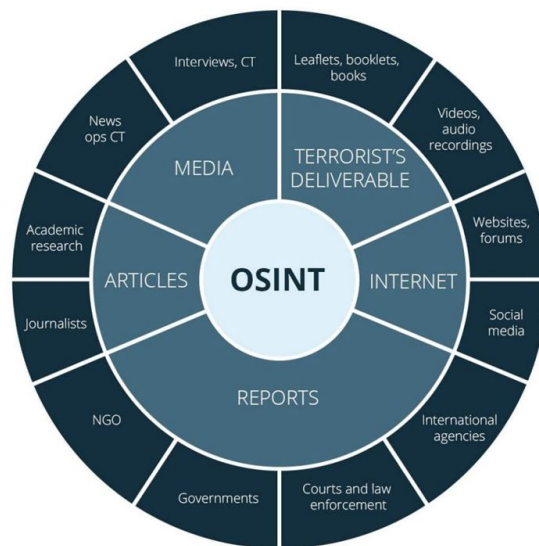 Interviews, CT
Leaflets, booklets,
books
News
ops CT
Videos,
audio
recordings
MEDIA
TERRORIST'S
DELIVERABLE
Academic
research
Websites,
forums
ARTICLES
OSINT
INTERNET
Journalists
Social
media
REPORTS
NGO
International
agencies
Governments
Courts and law
enforcement